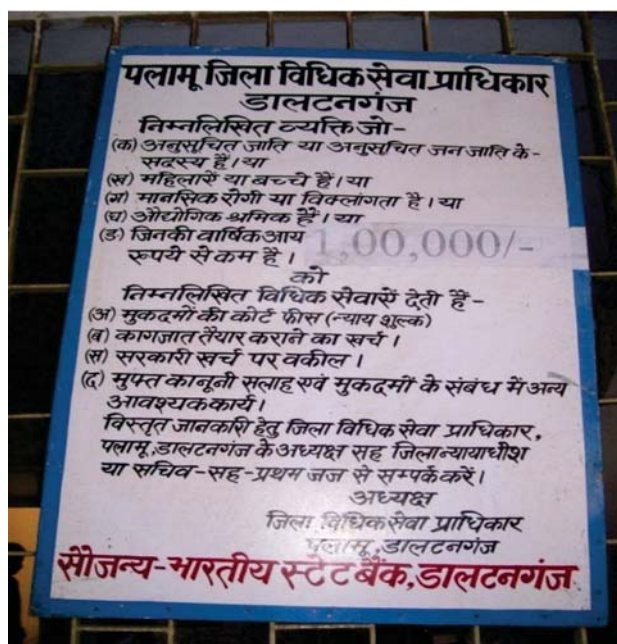 पलामू जिला विधिक सेवा प्राधिकार
डालटनगंज
निम्नलिखित व्यक्ति जो-
(क) अनुसूचित जाति या अनुसूचित जन जाति के-
सदस्य हैं। या
(ख) महिलाऐं या बच्चे हैं। या
(ग) मानसिक रोगी या विक्लांगता है। या
(घ) औद्योगिक श्रमिक हैं। या
(ङ) जिनकी वार्षिक आय 1,00,000/-
रूपये से कम है।
को
निम्नलिखित विधिक सेवाऐं देती हैं-
(अ) मुकदमों की कोर्ट फीस (न्याय शुल्क)
(ब) कागजात तैयार कराने का खर्च।
(स) सरकारी खर्च पर वकील।
(द) मुफ्त कानूनी सलाह एवं मुकदमों के संबंध में अन्य
आवश्यक कार्य।
विस्तृत जानकारि हेतु जिला विधिक सेवा प्राधिकार,
पलामू, डालटनगंज के अध्यक्ष सह जिला न्यायाधीश
या सचिव-सह-प्रथम जज से सम्पर्क करें।
अध्यक्ष
जिला विधिक सेवा प्राधिकार
पलामू, डालटनगंज
सौजन्य-भारतीय स्टेट बैंक, डालटनगंज